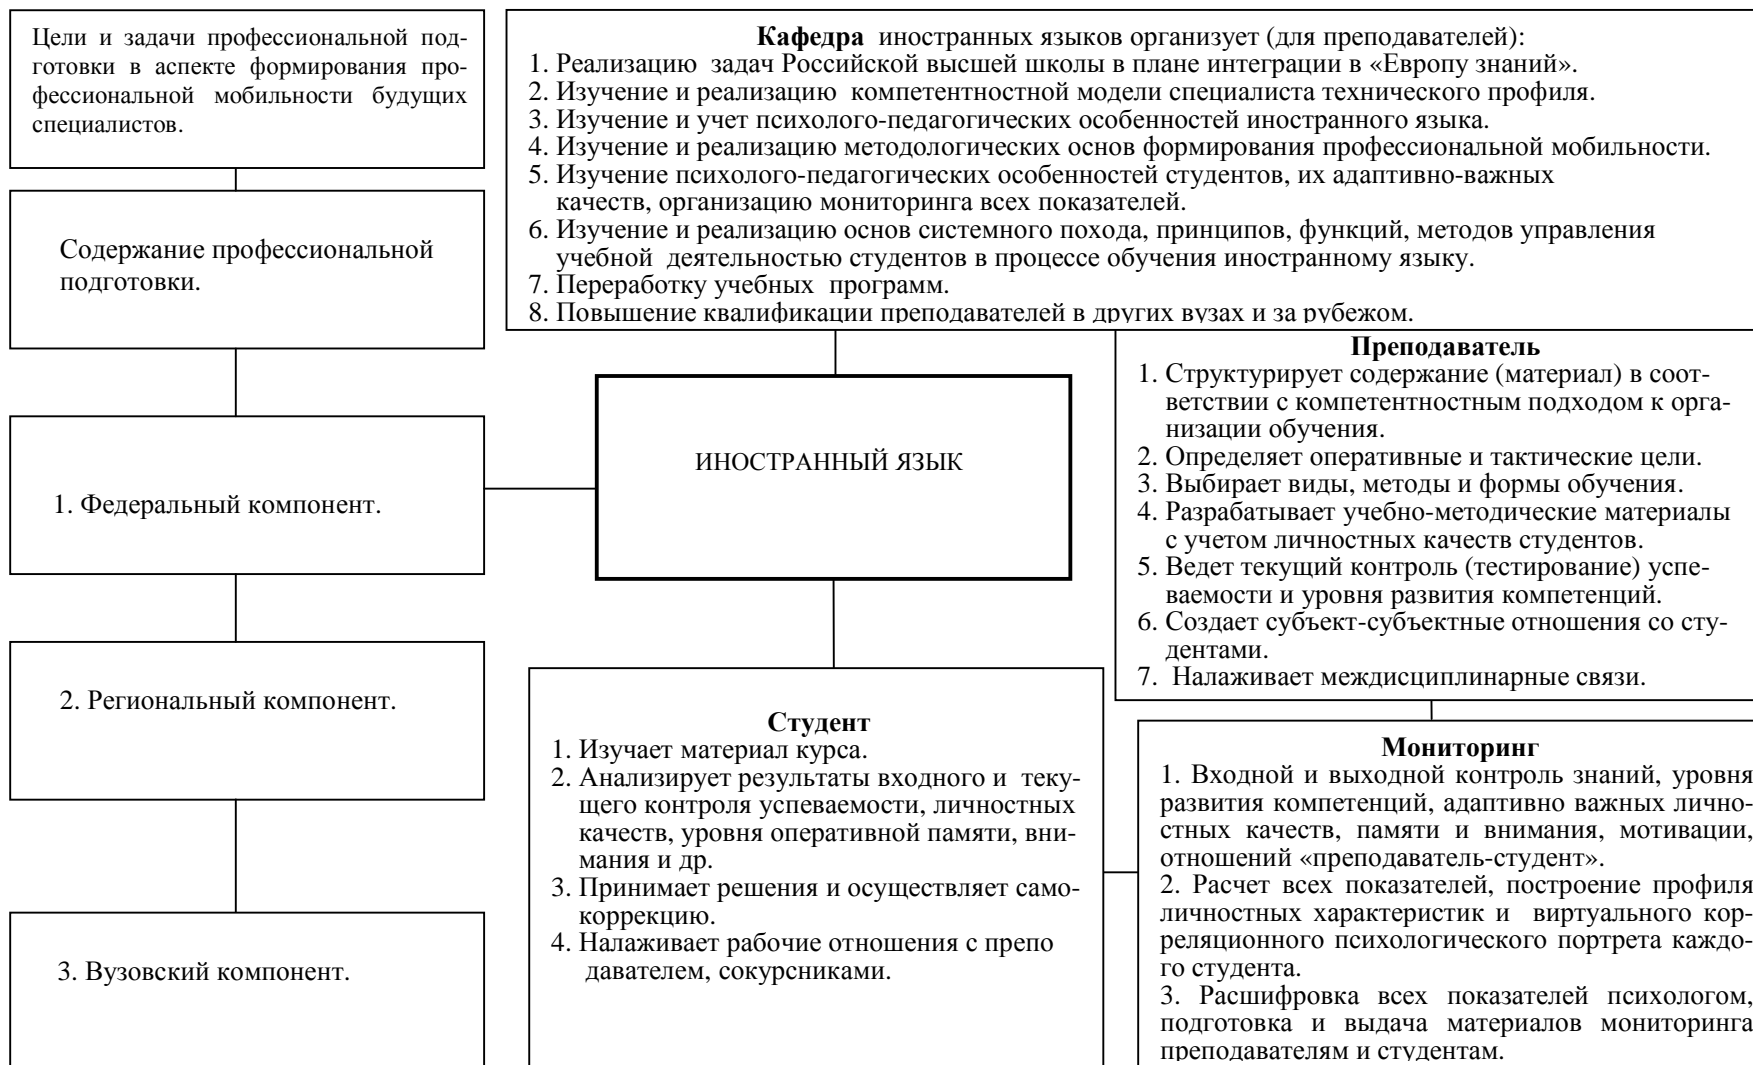 Цели и задачи профессиональной под-
готовки в аспекте формирования про-
фессиональной мобильности будущих
специалистов.
Содержание профессиональной
подготовки.
1. Федеральный компонент.
2. Региональный компонент.
3. Вузовский компонент.
Кафедра иностранных языков организует (для преподавателей):
1. Реализацию задач Российской высшей школы в плане интеграции в «Европу знаний».
2. Изучение и реализацию компетентностной модели специалиста технического профиля.
3. Изучение и учет психолого-педагогических особенностей иностранного языка.
4. Изучение и реализацию методологических основ формирования профессиональной мобильности.
5. Изучение психолого-педагогических особенностей студентов, их адаптивно-важных
качеств, организацию мониторинга всех показателей.
6. Изучение и реализацию основ системного похода, принципов, функций, методов управления
учебной деятельностью студентов в процессе обучения иностранному языку.
7. Переработку учебных программ.
8. Повышение квалификации преподавателей в других вузах и за рубежом.
ИНОСТРАННЫЙ ЯЗЫК
Преподаватель
1. Структурирует содержание (материал) в соот-
ветствии с компетентностным подходом к орга-
низации обучения.
2. Определяет оперативные и тактические цели.
3. Выбирает виды, методы и формы обучения.
4. Разрабатывает учебно-методические материалы
с учетом личностных качеств студентов.
5. Ведет текущий контроль (тестирование) успе-
ваемости и уровня развития компетенций.
6. Создает субъект-субъектные отношения со сту-
дентами.
7. Налаживает междисциплинарные связи.
Студент
1. Изучает материал курса.
2. Анализирует результаты входного и теку-
щего контроля успеваемости, личностных
качеств, уровня оперативной памяти, вни-
мания и др.
3. Принимает решения и осуществляет само-
коррекцию.
4. Налаживает рабочие отношения с препо
давателем, сокурсниками.
Мониторинг
1. Входной и выходной контроль знаний, уровня
развития компетенций, адаптивно важных лично-
стных качеств, памяти и внимания, мотивации,
отношений «преподаватель-студент».
2. Расчет всех показателей, построение профиля
личностных характеристик и виртуального кор-
реляционного психологического портрета каждо-
го студента.
3. Расшифровка всех показателей психологом,
подготовка и выдача материалов мониторинга
преподавателям и студентам.